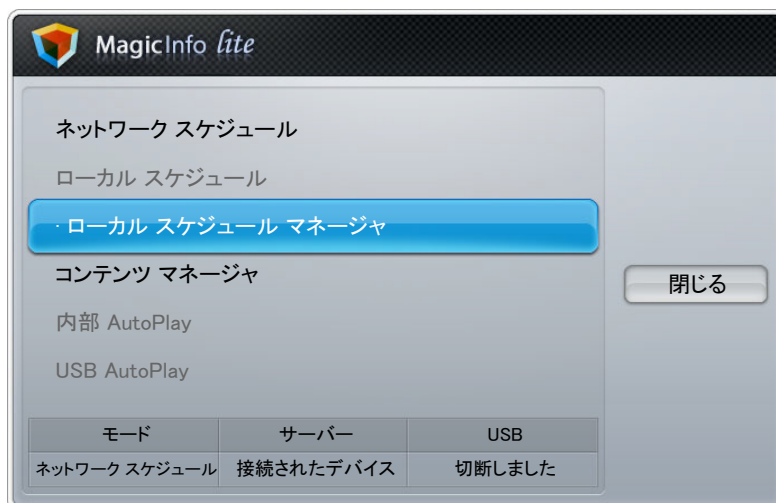 MagicInfo lite
ネットワーク スケジュール
ローカル スケジュール
· ローカル スケジュール マネージャ
コンテンツ マネージャ
内部 AutoPlay
USB AutoPlay
閉じる
モード サーバー USB
ネットワーク スケジュール 接続されたデバイス 切断しました